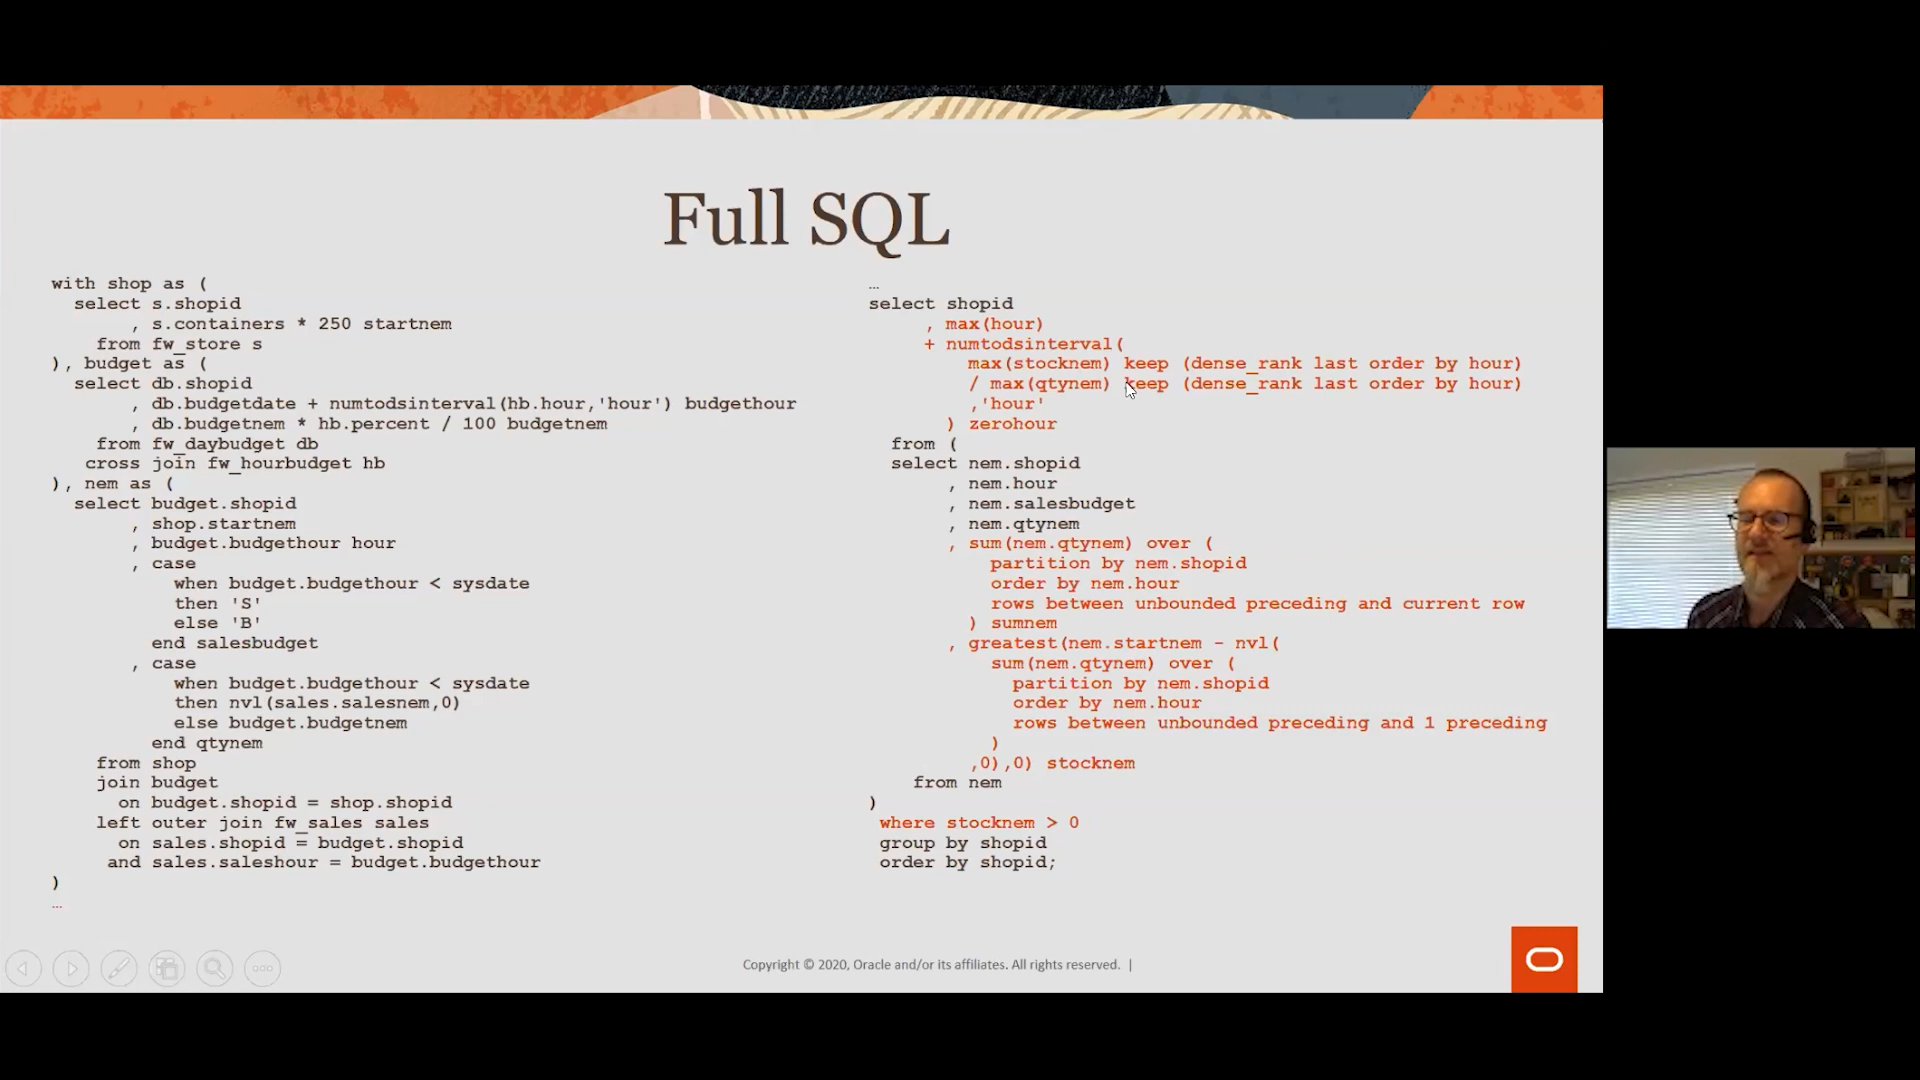 Full SQL
with shop as (
select s.shopid
, s.containers * 250 startnem
from fw_store s
), budget as (
select db.shopid
, db.budgetdate + numtodsinterval(hb.hour,'hour') budgethour
, db.budgetnem * hb.percent / 100 budgetnem
from fw_daybudget db
cross join fw_hourbudget hb
), nem as (
select budget.shopid
, shop.startnem
, budget.budgethour hour
, case
when budget.budgethour < sysdate
then 'S'
else 'B'
end salesbudget
, case
when budget.budgethour < sysdate
then nvl(sales.salesnem,0)
else budget.budgetnem
end qtynem
from shop
join budget
on budget.shopid = shop.shopid
left outer join fw_sales sales
on sales.shopid = budget.shopid
and sales.saleshour = budget.budgethour
)
…
…
select shopid
, max(hour)
+ numtodsinterval(
max(stocknem) keep (dense_rank last order by hour)
/ max(qtynem) keep (dense_rank last order by hour)
,'hour'
) zerohour
from (
select nem.shopid
, nem.hour
, nem.salesbudget
, nem.qtynem
, sum(nem.qtynem) over (
partition by nem.shopid
order by nem.hour
rows between unbounded preceding and current row
) sumnem
, greatest(nem.startnem - nvl(
sum(nem.qtynem) over (
partition by nem.shopid
order by nem.hour
rows between unbounded preceding and 1 preceding
)
,0),0) stocknem
from nem
)
where stocknem > 0
group by shopid
order by shopid;
Copyright © 2020, Oracle and/or its affiliates. All rights reserved. |